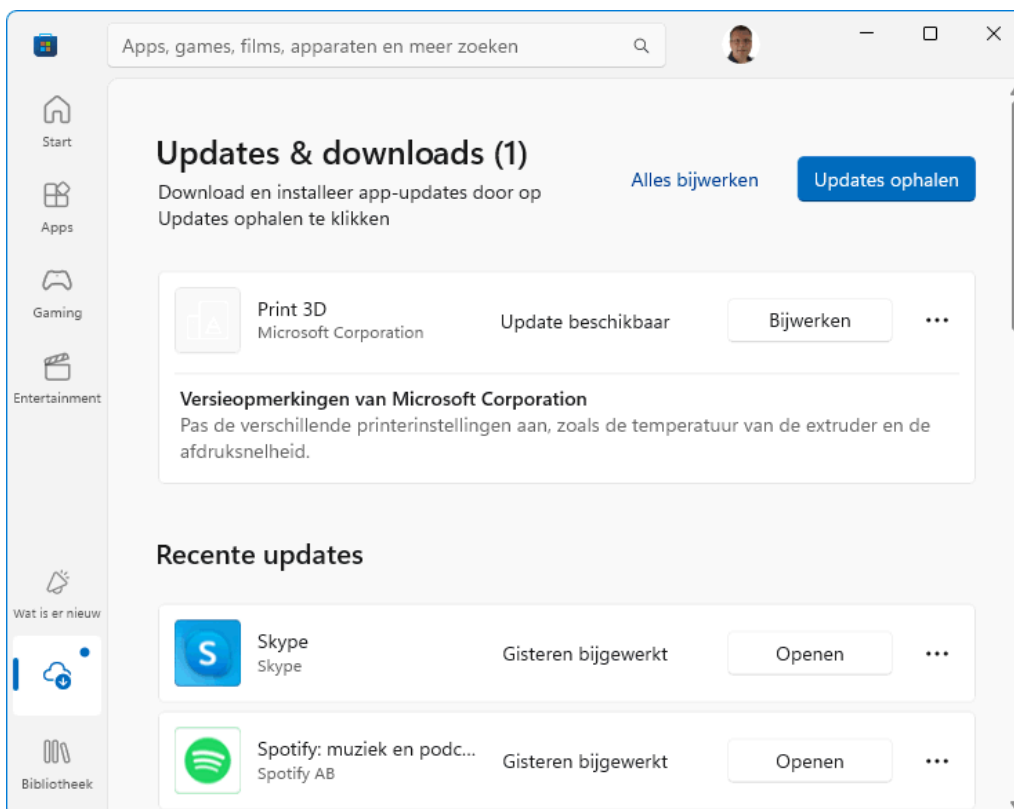 Apps, games, films, apparaten en meer zoeken
Start
Apps
Gaming
Entertainment
Wat is er nieuw
Bibliotheek
Updates & downloads (1)
Download en installeer app-updates door op
Updates ophalen te klikken
Alles bijwerken
Updates ophalen
Print 3D
Microsoft Corporation
Update beschikbaar
Bijwerken
Versieopmerkingen van Microsoft Corporation
Pas de verschillende printerinstellingen aan, zoals de temperatuur van de extruder en de
afdruksnelheid.
Recente updates
S
Skype
Skype
Gisteren bijgewerkt
Openen
Spotify: muziek en podc...
Spotify AB
Gisteren bijgewerkt
Openen